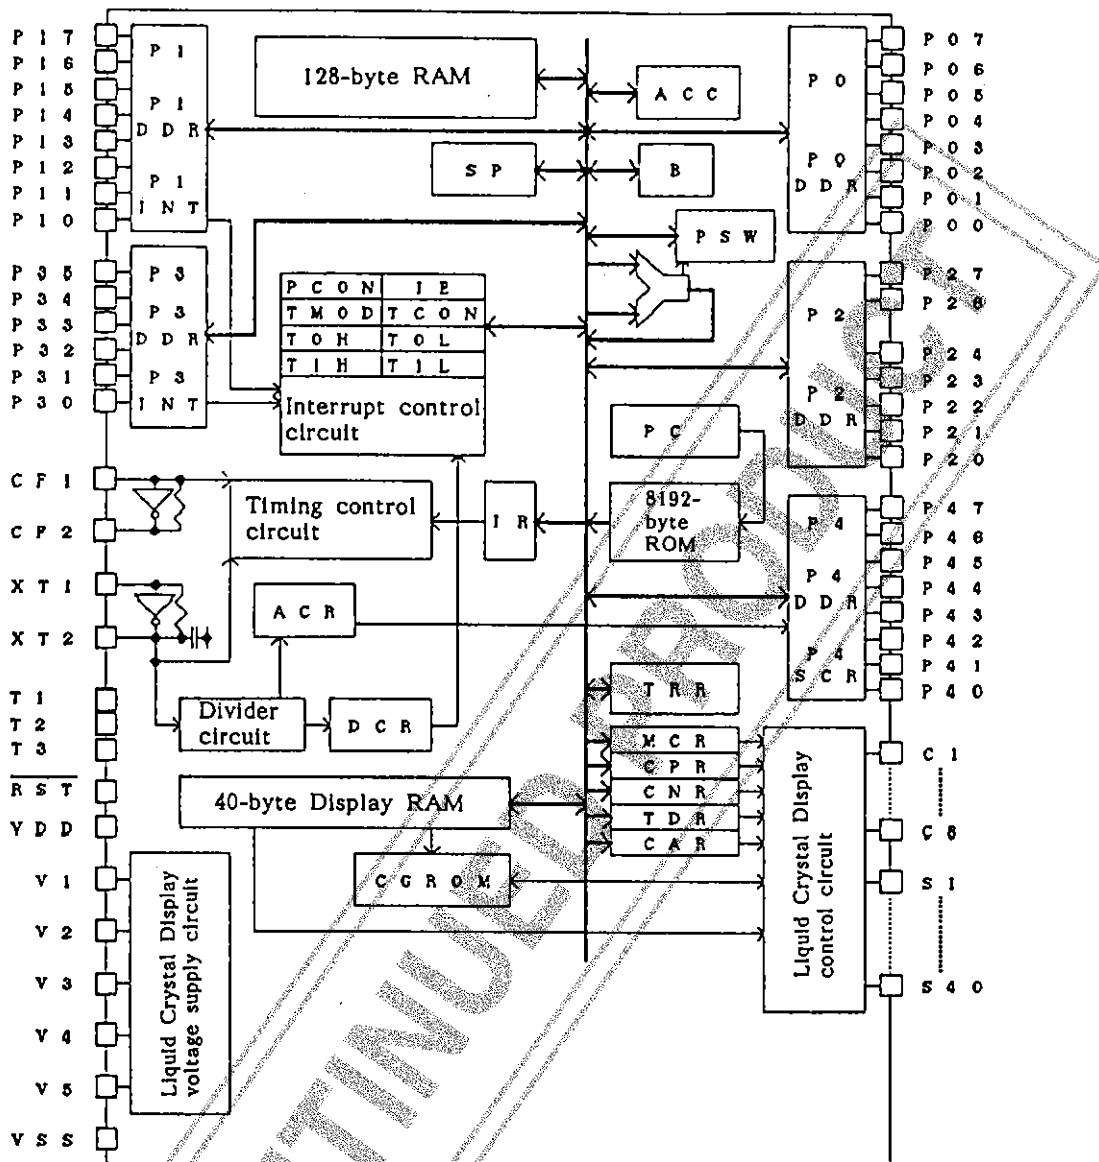 P17
P16
P15
P14
P13
P12
P11
P10
P35
P34
P33
P32
P31
P30
CF1
CF2
XT1
XT2
T1
T2
T3
RST
VDD
V1
V2
V3
V4
V5
VSS
P1
P1
DDR
P1
INT
P3
P3
DDR
P3
INT
128-byte RAM
SP
PCON IE
TMOD TCON
T0H T0L
T1H T1L
Interrupt control
circuit
Timing control
circuit
IR
ACR
Divider
circuit
DCR
40-byte Display RAM
CGROM
Liquid Crystal Display
voltage supply circuit
ACC
B
PSW
PC
8192-
byte
ROM
TRR
MCR
CPR
CNR
TDR
CAR
P0
P0
DDR
P2
P2
DDR
P4
P4
DDR
P4
SCR
Liquid Crystal Display
control circuit
P07
P06
P05
P04
P03
P02
P01
P00
P27
P26
P24
P23
P22
P21
P20
P47
P46
P45
P44
P43
P42
P41
P40
C1
C8
S1
S40
TINUED PRODUCT